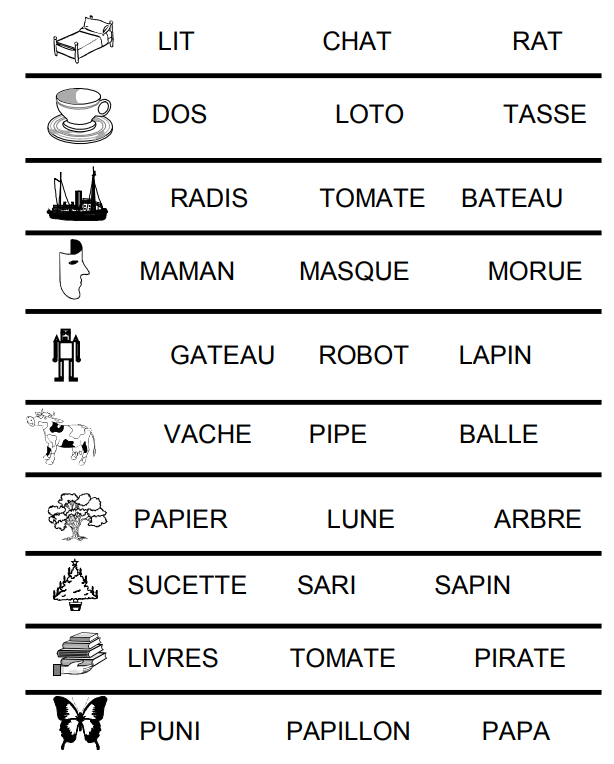 LIT CHAT RAT
DOS LOTO TASSE
RADIS TOMATE BATEAU
MAMAN MASQUE MORUE
GATEAU ROBOT LAPIN
VACHE PIPE BALLE
PAPIER LUNE ARBRE
SUCETTE SARI SAPIN
LIVRES TOMATE PIRATE
PUNI PAPILLON PAPA